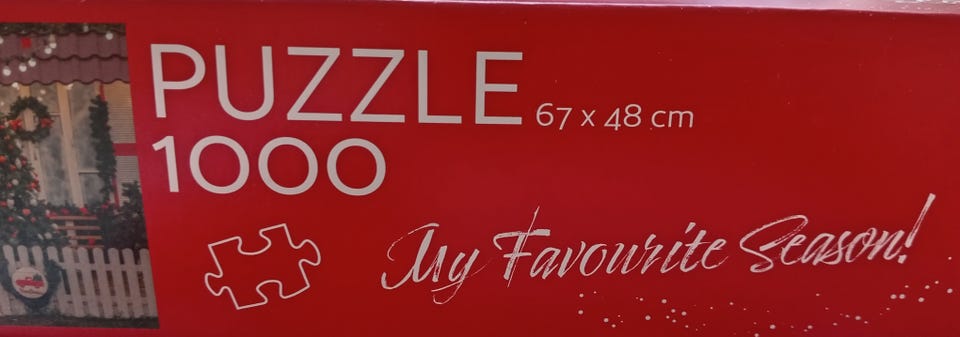 PUZZLE 67 x 48 cm
1000
My Favourite Season!